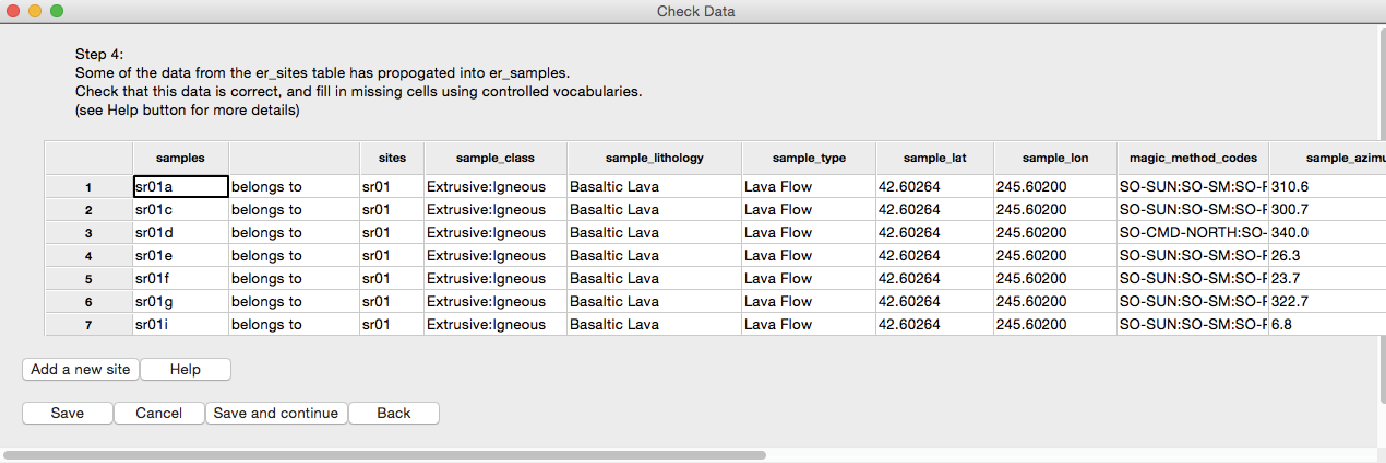 Check Data
Step 4:
Some of the data from the er_sites table has propogated into er_samples.
Check that this data is correct, and fill in missing cells using controlled vocabularies.
(see Help button for more details)
samples sites sample_class sample_lithology sample_type sample_lat sample_lon magic_method_codes sample_azimu
1 sr01a belongs to sr01 Extrusive:Igneous Basaltic Lava Lava Flow 42.60264 245.60200 SO-SUN:SO-SM:SO-F 310.6
2 sr01c belongs to sr01 Extrusive:Igneous Basaltic Lava Lava Flow 42.60264 245.60200 SO-SUN:SO-SM:SO-F 300.7
3 sr01d belongs to sr01 Extrusive:Igneous Basaltic Lava Lava Flow 42.60264 245.60200 SO-CMD-NORTH:SO- 340.0
4 sr01e belongs to sr01 Extrusive:Igneous Basaltic Lava Lava Flow 42.60264 245.60200 SO-SUN:SO-SM:SO-F 26.3
5 sr01f belongs to sr01 Extrusive:Igneous Basaltic Lava Lava Flow 42.60264 245.60200 SO-SUN:SO-SM:SO-F 23.7
6 sr01g belongs to sr01 Extrusive:Igneous Basaltic Lava Lava Flow 42.60264 245.60200 SO-SUN:SO-SM:SO-F 322.7
7 sr01i belongs to sr01 Extrusive:Igneous Basaltic Lava Lava Flow 42.60264 245.60200 SO-SUN:SO-SM:SO-F 6.8
Add a new site Help
Save Cancel Save and continue Back